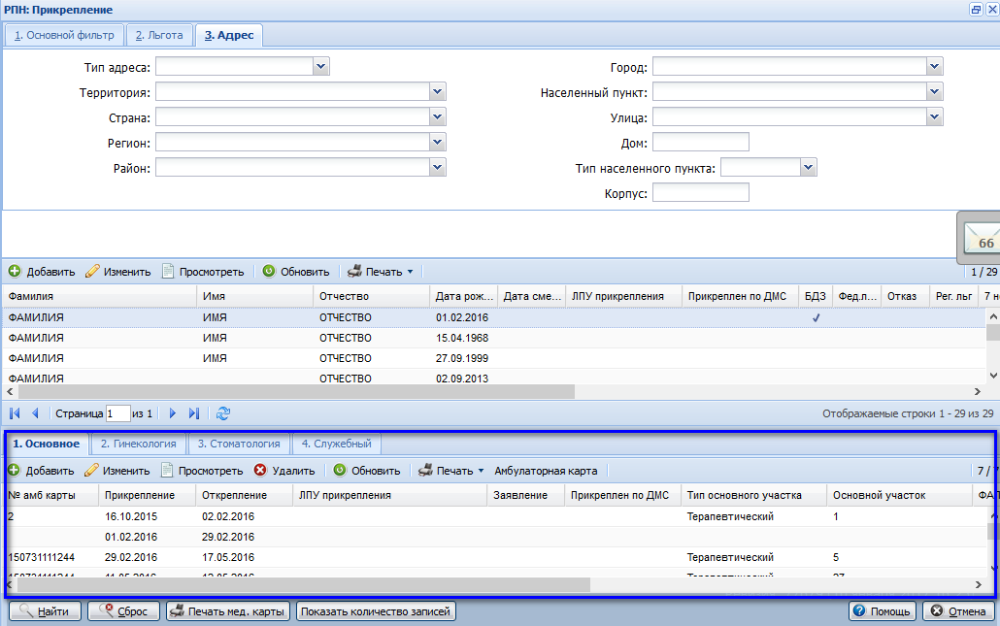 РПН: Прикрепление
1. Основной фильтр 2. Льгота 3. Адрес
Тип адреса: Город:
Территория: Населенный пункт:
Страна: Улица:
Регион: Дом:
Район: Тип населенного пункта:
Корпус:
66
Добавить Изменить Просмотреть Обновить Печать 1 / 29
Фамилия Имя Отчество Дата рож... Дата сме... ЛПУ прикрепления Прикреплен по ДМС БДЗ Фед.л... Отказ Рег. льг 7 н
ФАМИЛИЯ ИМЯ ОТЧЕСТВО 01.02.2016
ФАМИЛИЯ ИМЯ ОТЧЕСТВО 15.04.1968
ФАМИЛИЯ ИМЯ ОТЧЕСТВО 27.09.1999
ФАМИЛИЯ ОТЧЕСТВО 02.09.2013
Страница 1 из 1 Отображаемые строки 1 - 29 из 29
1. Основное 2. Гинекология 3. Стоматология 4. Служебный
Добавить Изменить Просмотреть Удалить Обновить Печать Амбулаторная карта 7 / 7
№ амб карты Прикрепление Открепление ЛПУ прикрепления Заявление Прикреплен по ДМС Тип основного участка Основной участок ФА
2 16.10.2015 02.02.2016 Терапевтический 1
01.02.2016 29.02.2016
150731111244 29.02.2016 17.05.2016 Терапевтический 5
150731111244 Терапевтический 27
Найти Сброс Печать мед. карты Показать количество записей Помощь Отмена